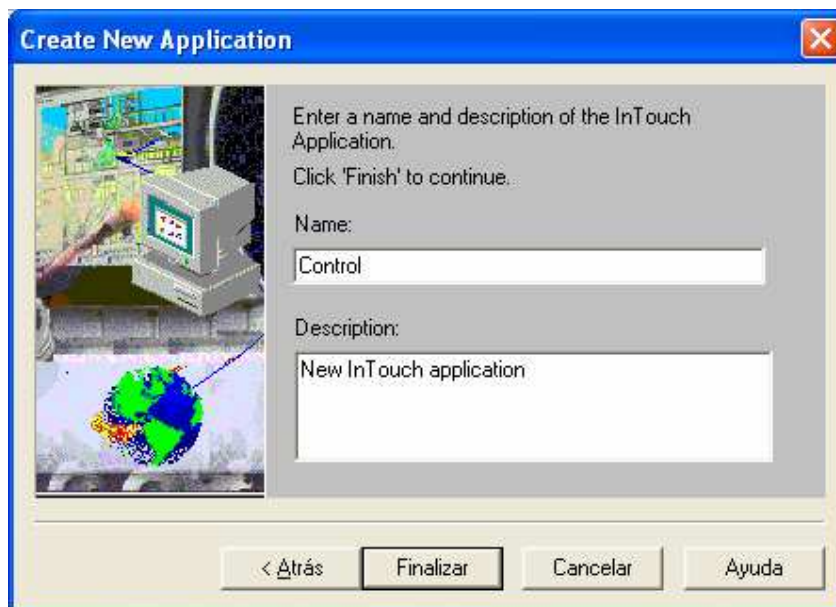 Create New Application
Enter a name and description of the InTouch
Application.
Click 'Finish' to continue.
Name:
Control
Description:
New InTouch application
< Atrás
Finalizar
Cancelar
Ayuda